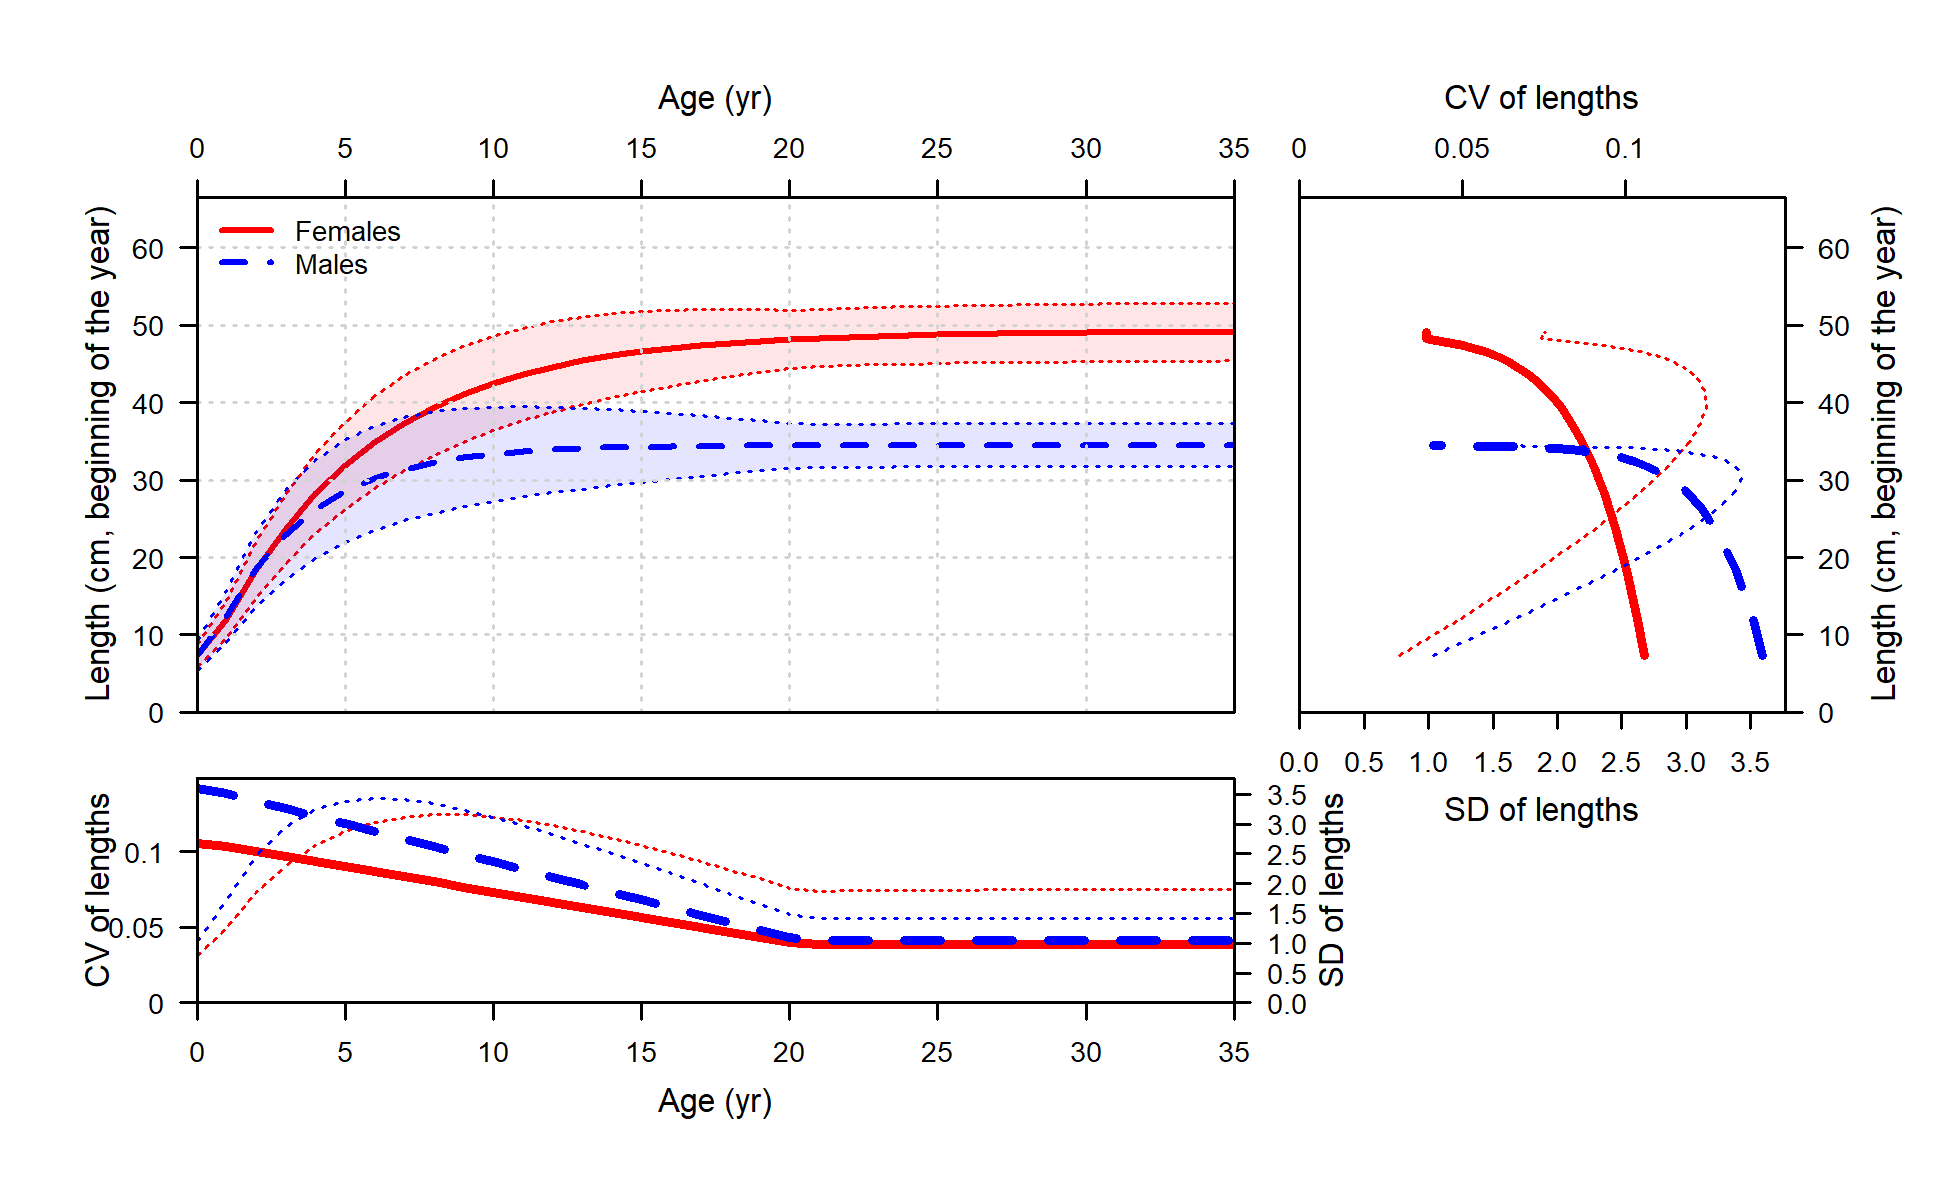 Age (yr)
0 5 10 15 20 25 30 35
CV of lengths
0 0.05 0.1
Length (cm, beginning of the year)
60
50
40
30
20
10
0
Females
Males
60
50
40
30
20
10
0
Length (cm, beginning of the year)
0.0 0.5 1.0 1.5 2.0 2.5 3.0 3.5
SD of lengths
CV of lengths
0.1
0.05
0
3.5
3.0
2.5
2.0
1.5
1.0
0.5
0.0
SD of lengths
0 5 10 15 20 25 30 35
Age (yr)